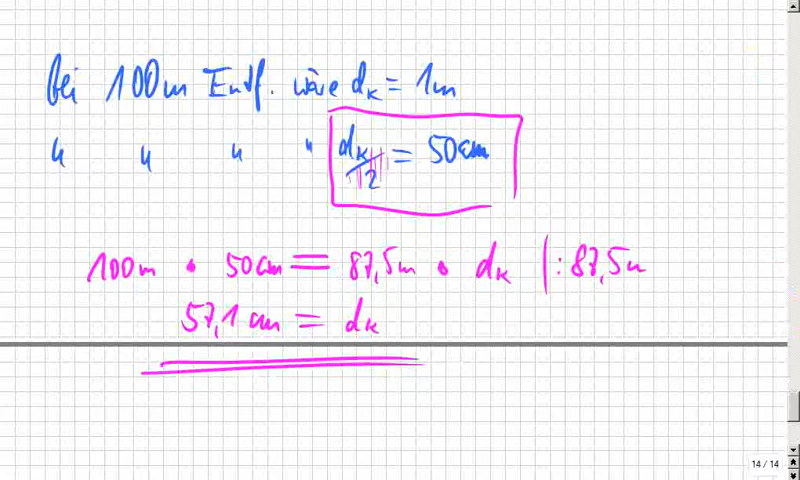 bei 100m Entf. wäre dK = 1m
" " " " dK/2 = 50cm
100m • 50cm = 87,5m • dK |: 87,5m
57,1 cm = dK
14 / 14